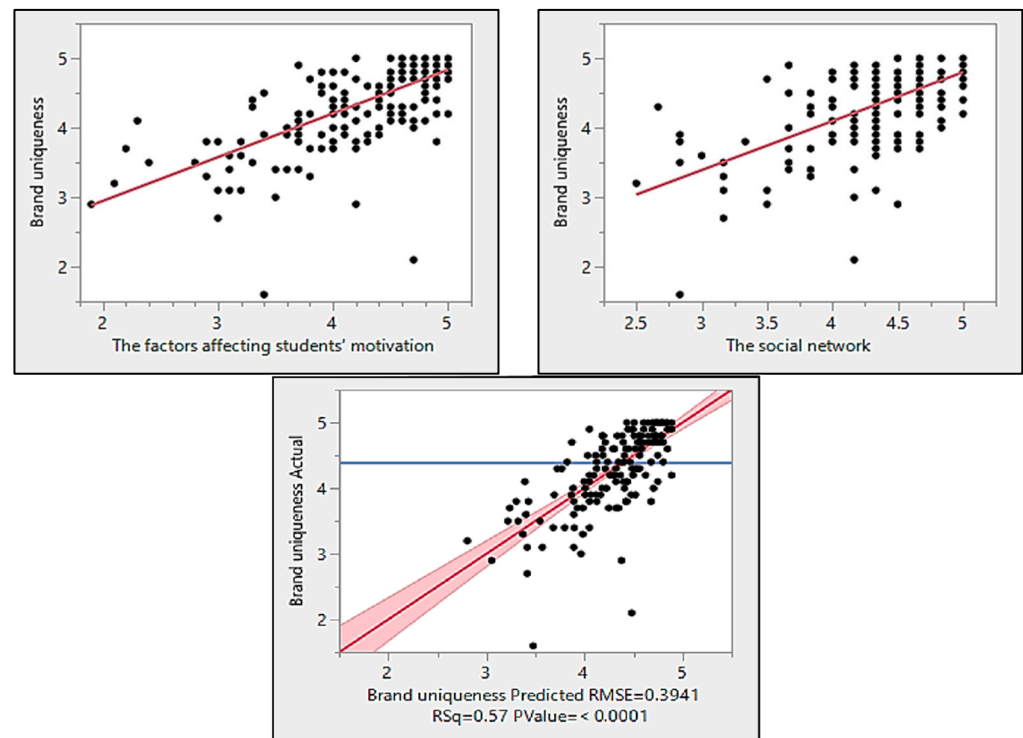 Brand uniqueness
5
4
3
2
2 3 4 5
The factors affecting students' motivation
Brand uniqueness
5
4
3
2
2.5 3 3.5 4 4.5 5
The social network
Brand uniqueness Actual
5
4
3
2
2 3 4 5
Brand uniqueness Predicted RMSE=0.3941
RSq=0.57 PValue=< 0.0001